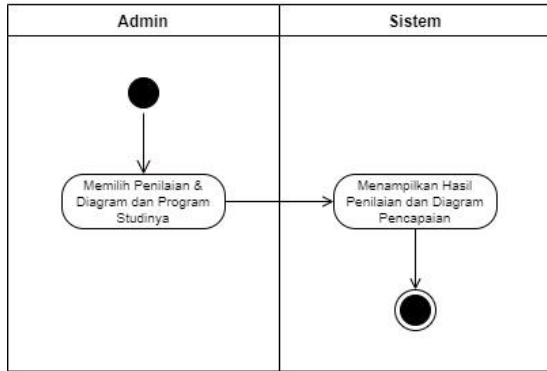 Admin
Sistem
Memilih Penilaian &
Diagram dan Program
Studinya
Menampilkan Hasil
Penilaian dan Diagram
Pencapaian